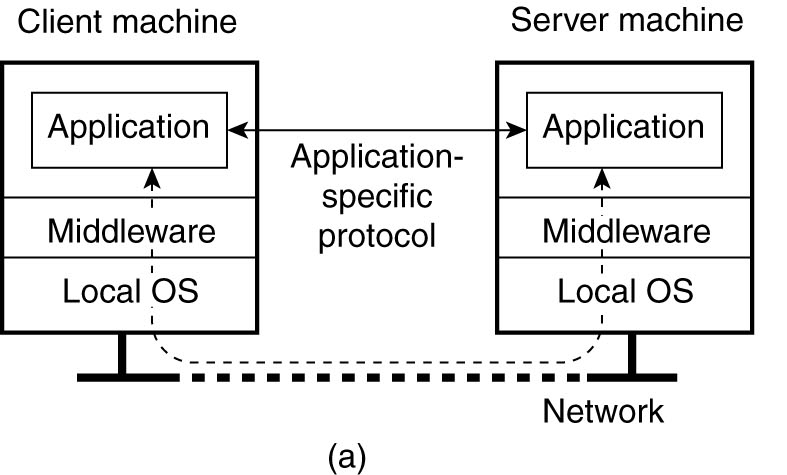 Client machine
Server machine
Application
Application
Application-
specific
protocol
Middleware
Middleware
Local OS
Local OS
Network
(a)